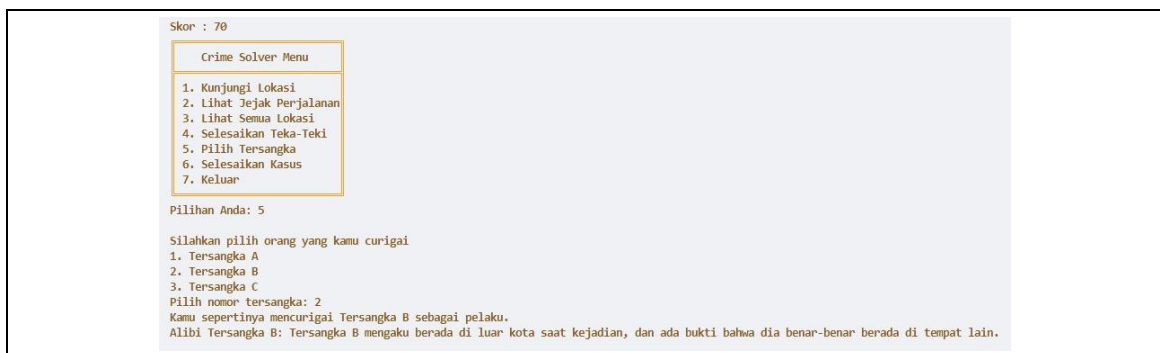 Skor : 70
Crime Solver Menu
1. Kunjungi Lokasi
2. Lihat Jejak Perjalanan
3. Lihat Semua Lokasi
4. Selesaikan Teka-Teki
5. Pilih Tersangka
6. Selesaikan Kasus
7. Keluar
Pilihan Anda: 5
Silahkan pilih orang yang kamu curigai
1. Tersangka A
2. Tersangka B
3. Tersangka C
Pilih nomor tersangka: 2
Kamu sepertinya mencurigai Tersangka B sebagai pelaku.
Alibi Tersangka B: Tersangka B mengaku berada di luar kota saat kejadian, dan ada bukti bahwa dia benar-benar berada di tempat lain.